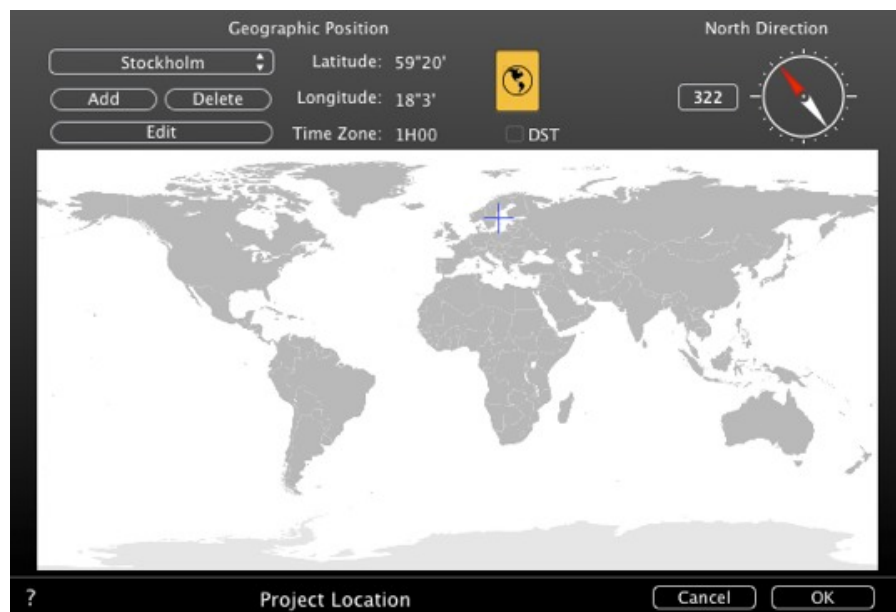 Geographic Position
North Direction
Stockholm
Latitude: 59"20'
Add
Delete
Longitude: 18"3'
322
Edit
Time Zone: 1H00
DST
?
Project Location
Cancel
OK